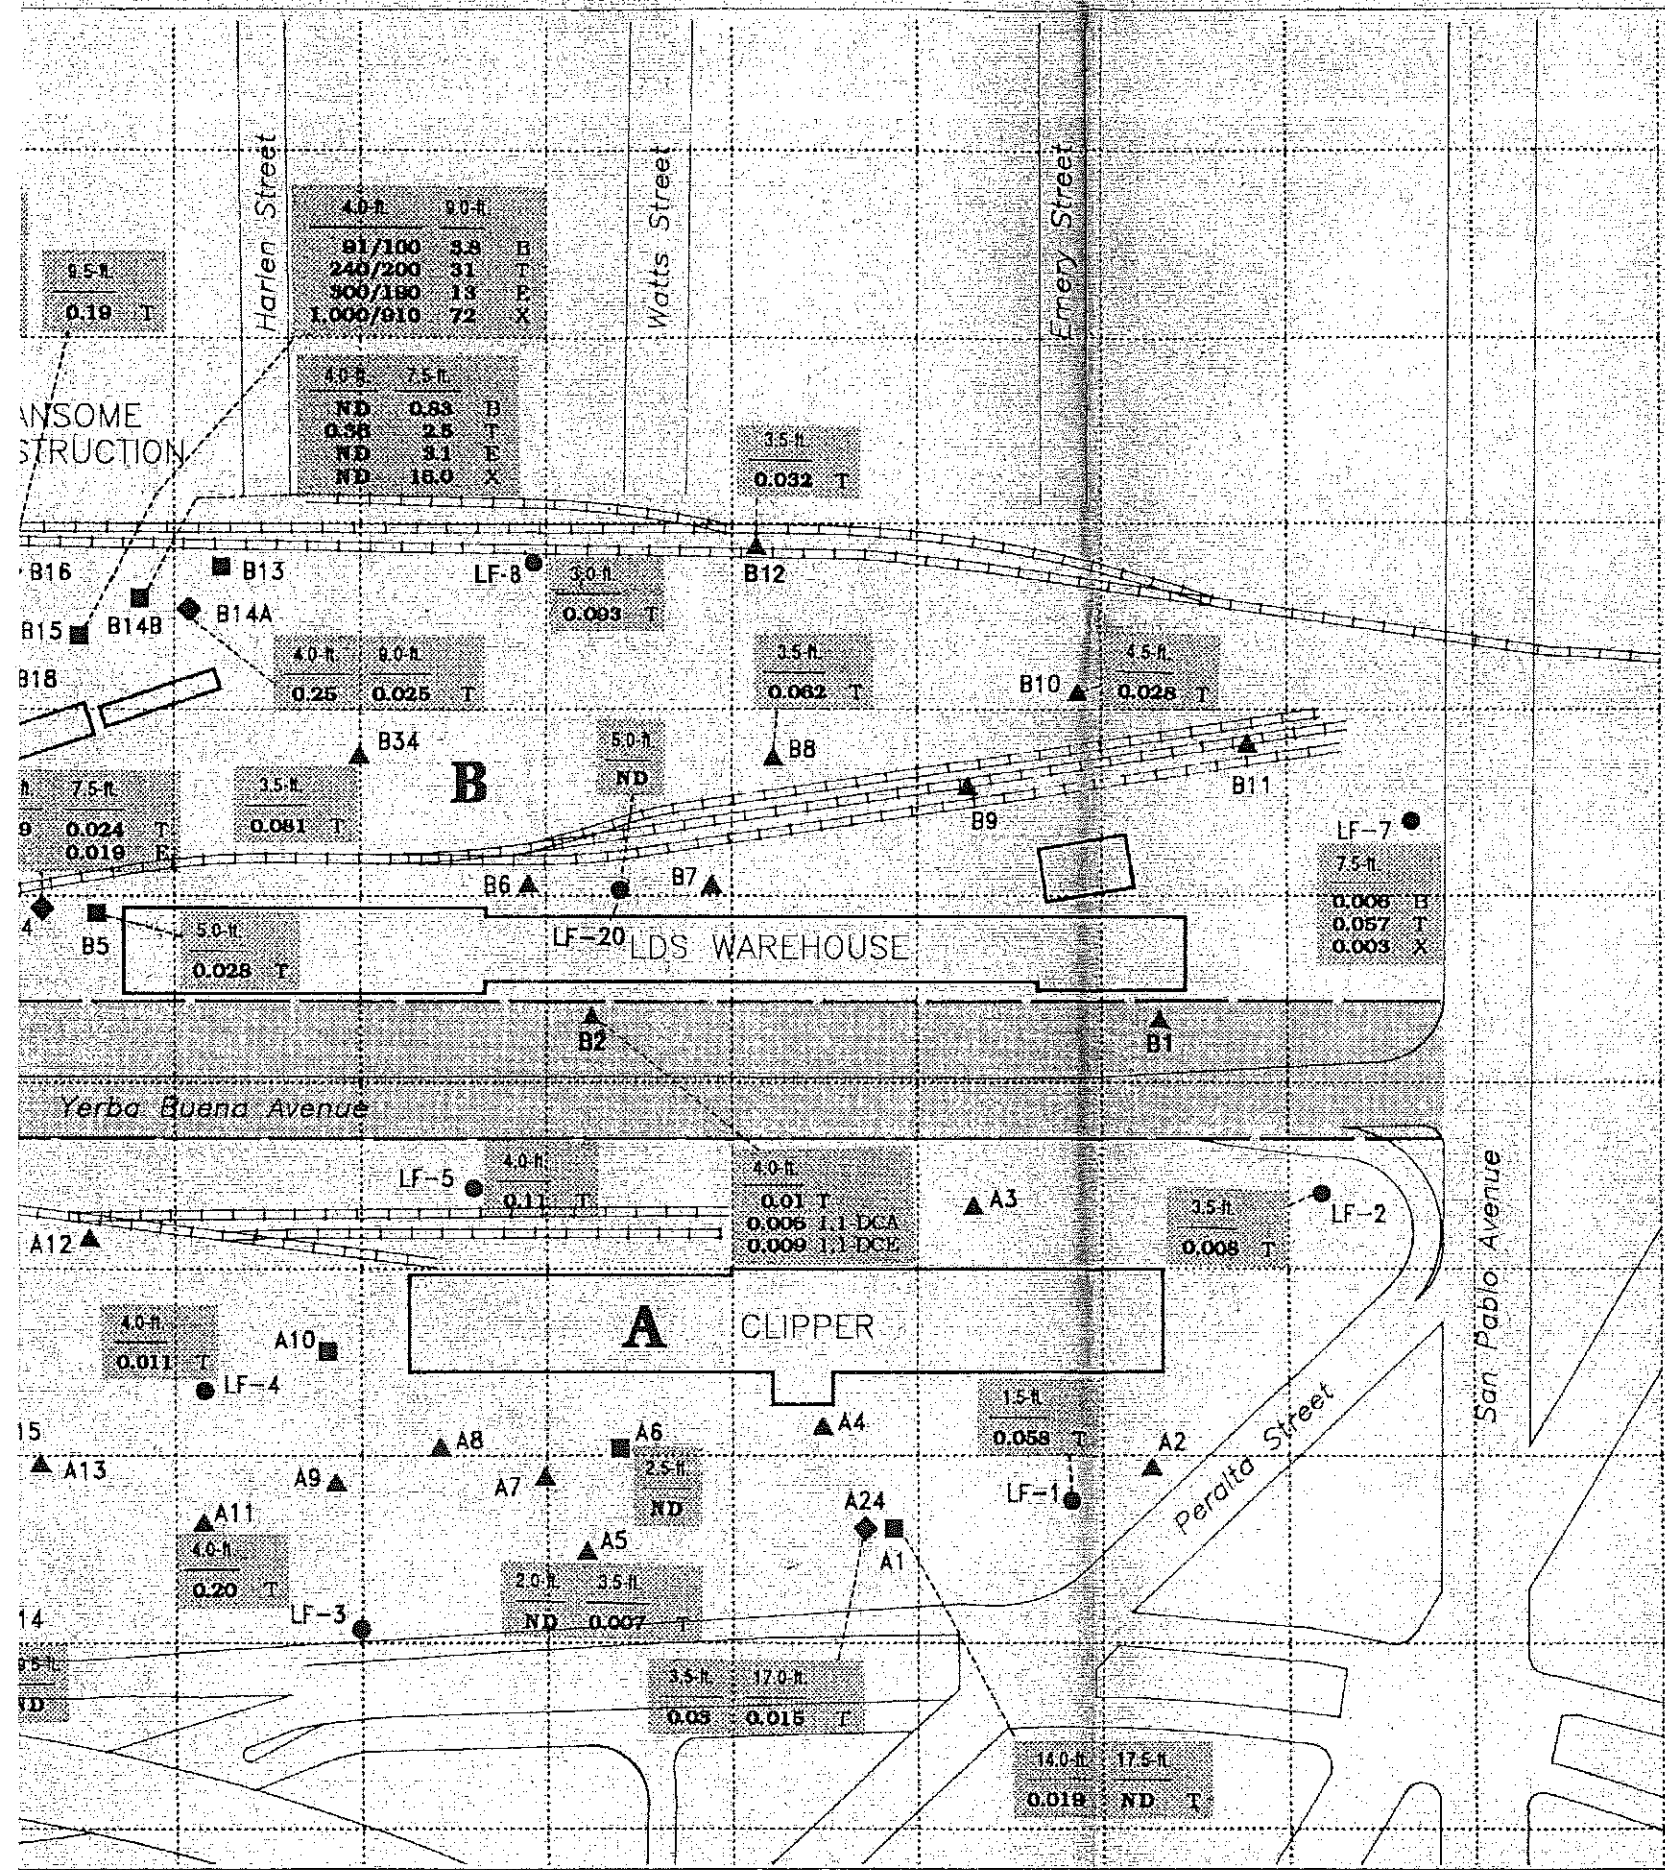 Harlen Street
Watts Street
Emery Street
4.0-ft. 9.0-ft.
91/100 3.8 B
240/200 31 T
300/180 13 E
1,000/910 72 X
9.5-ft.
0.19 T
4.0-ft. 7.5-ft.
ND 0.83 B
0.36 2.5 T
ND 3.1 E
ND 16.0 X
ANSOME
STRUCTION
3.5-ft.
0.032 T
B16
B13
LF-8
B12
3.0-ft.
0.093 T
B15
B14B
B14A
4.0-ft. 8.0-ft.
0.25 0.025 T
3.5-ft.
0.062 T
B10
4.5-ft.
0.028 T
B18
B34
B
5.0-ft.
ND
B8
B11
B9
7.5-ft.
9 0.024 T
0.019 E
3.5-ft.
0.081 T
LF-7
7.5-ft.
0.006 B
0.057 T
0.003 X
B6
B7
4
B5
5.0-ft.
0.028 T
LF-20
LDS WAREHOUSE
B2
B1
Yerba Buena Avenue
LF-5
4.0-ft.
0.11 T
4.0-ft.
0.01 T
0.006 1,1 DCA
0.009 1,1 DCE
A3
3.5-ft.
0.008 T
LF-2
A12
San Pablo Avenue
4.0-ft.
0.011 T
A10
A
CLIPPER
LF-4
1.5-ft.
0.058 T
A4
A2
Peralta Street
15
A13
A8
A6
A9
A7
2.5-ft.
ND
LF-1
A24
A1
A11
4.0-ft.
0.20 T
A5
2.0-ft. 3.5-ft.
ND 0.007 T
LF-3
14
9.5-ft.
ND
3.5-ft. 17.0-ft.
0.03 0.015 T
14.0-ft. 17.5-ft.
0.019 ND T